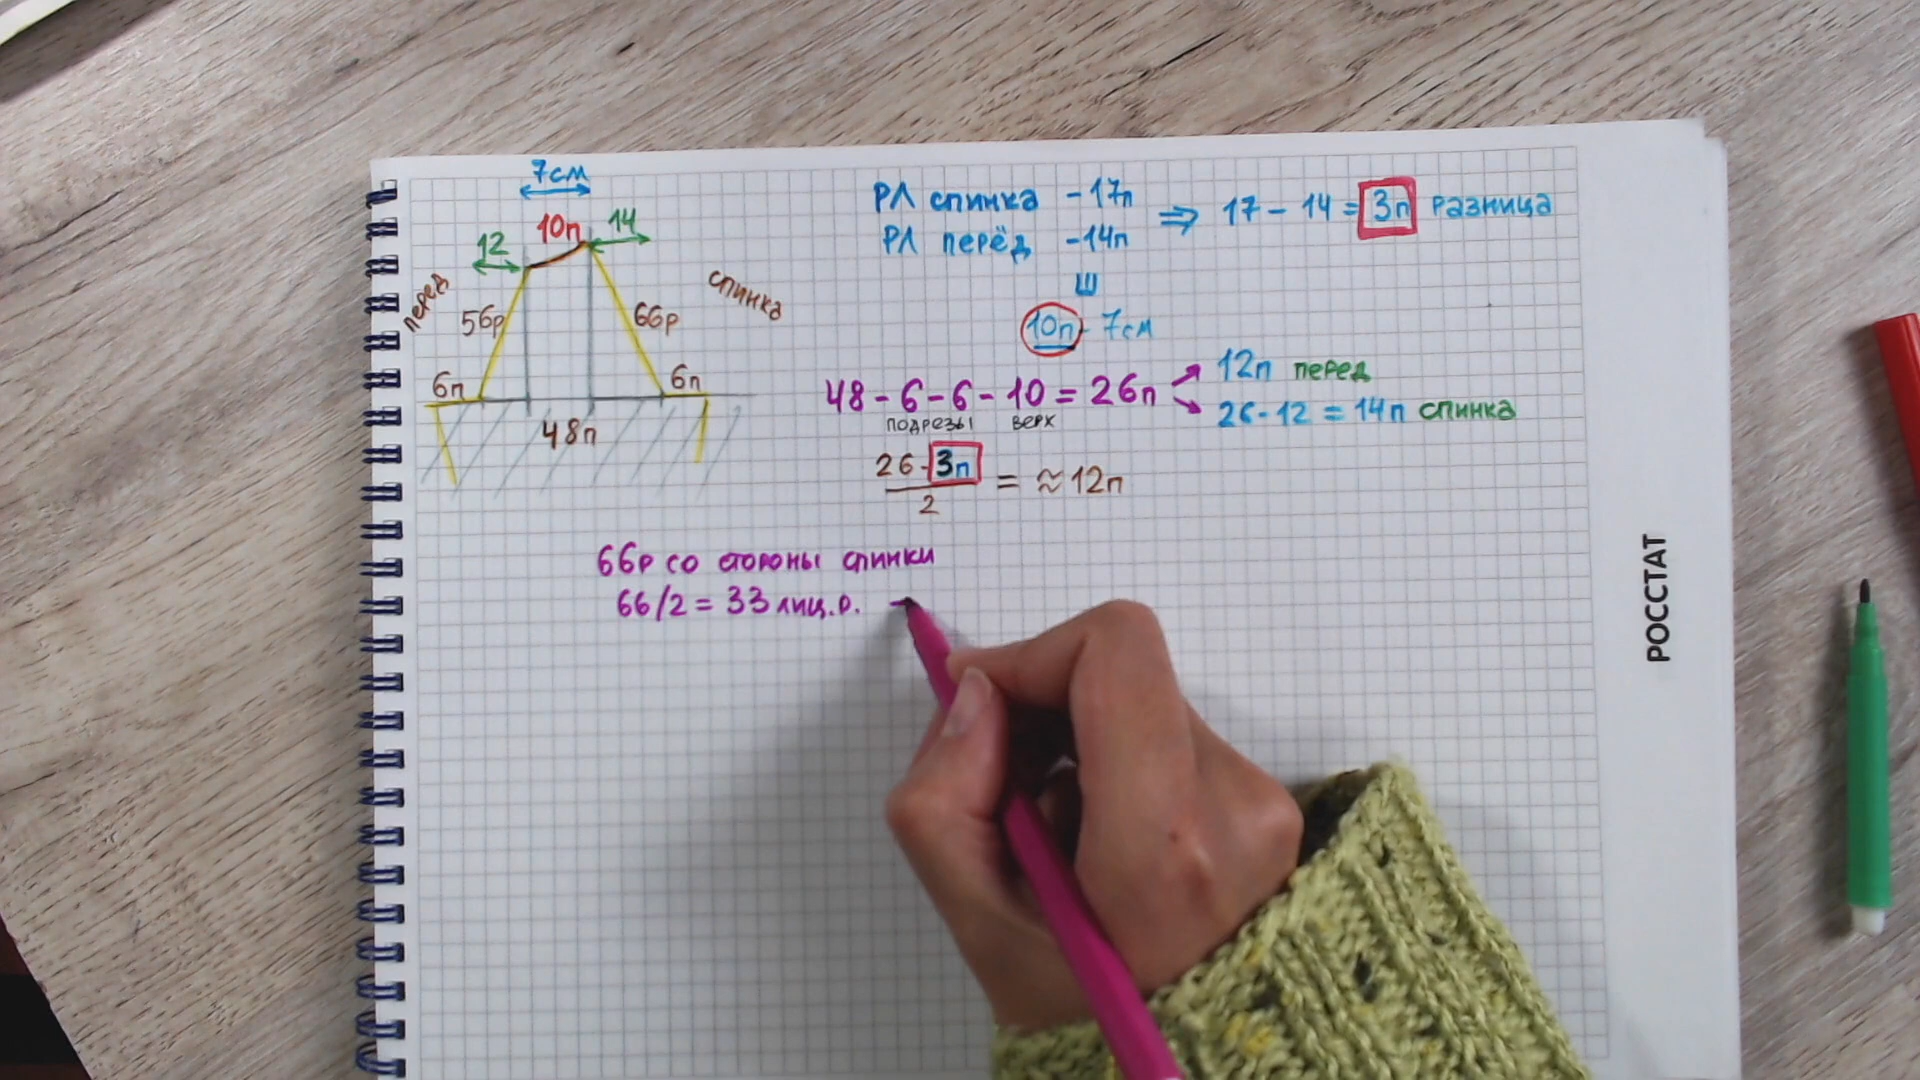 7см
10п
14
12
перед
56р
66р
спинка
6п
6п
48п
РЛ спинка - 17п
РЛ перёд - 14п
=> 17 - 14 = 3п разница
Ш
10п - 7см
48 - 6 - 6 - 10 = 26п
подрезы верх
12п перед
26 - 12 = 14п спинка
26 - 3п
2
= ≈ 12п
66р со стороны спинки
66/2 = 33 лиц.р. -
РОССТАТ